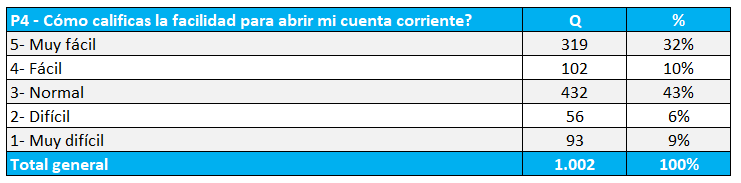 P4 - Cómo calificas la facilidad para abrir mi cuenta corriente? Q %
5- Muy fácil 319 32%
4- Fácil 102 10%
3- Normal 432 43%
2- Difícil 56 6%
1- Muy difícil 93 9%
Total general 1.002 100%